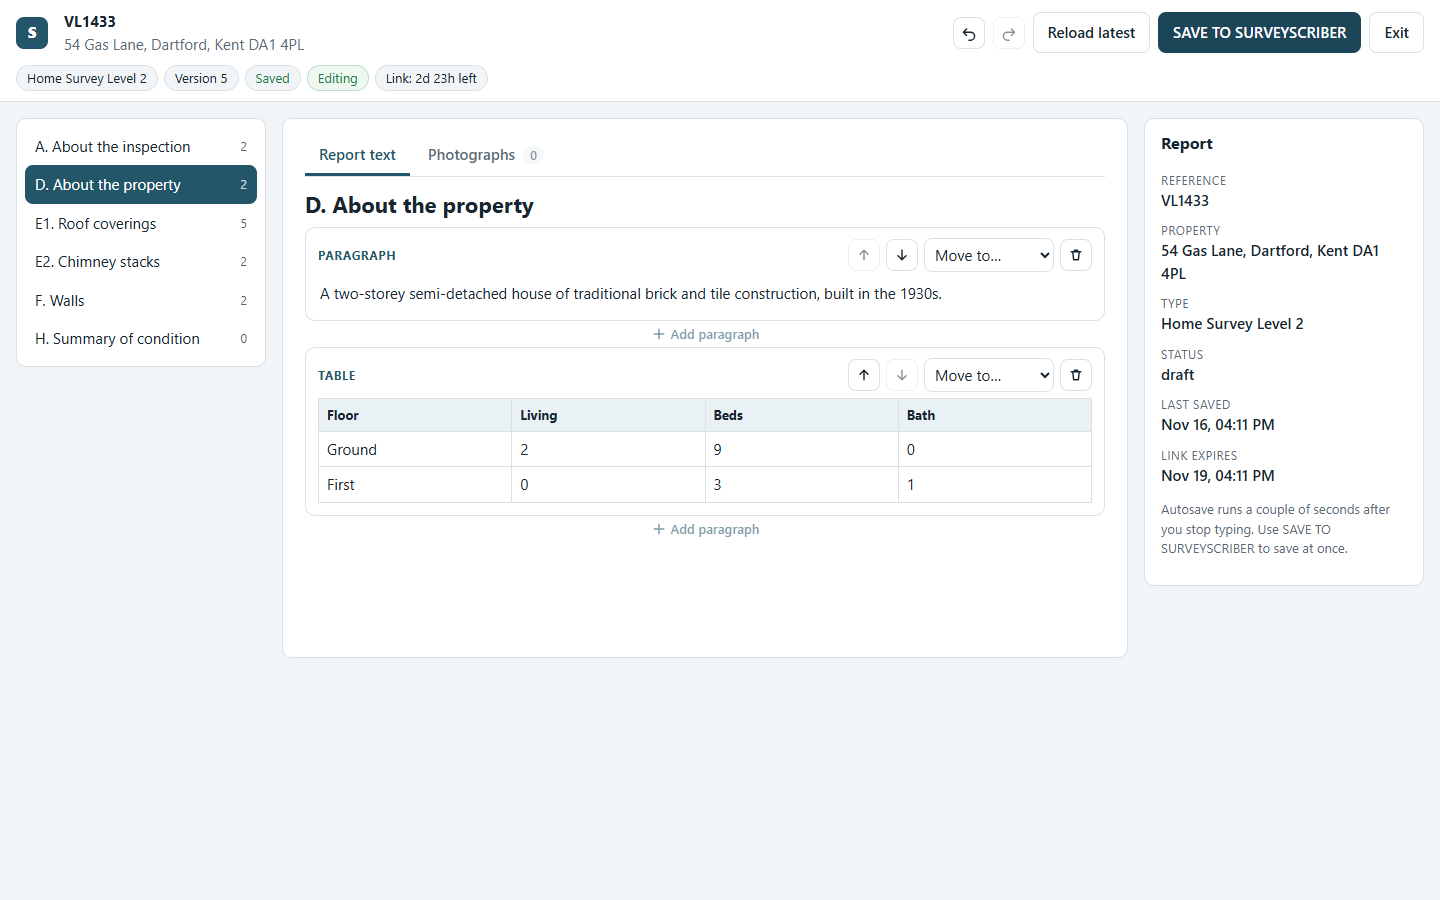 S
VL1433
54 Gas Lane, Dartford, Kent DA1 4PL
Reload latest
SAVE TO SURVEYSCRIBER
Exit
Home Survey Level 2
Version 5
Saved
Editing
Link: 2d 23h left
A. About the inspection 2
D. About the property 2
E1. Roof coverings 5
E2. Chimney stacks 2
F. Walls 2
H. Summary of condition 0
Report text
Photographs 0
D. About the property
PARAGRAPH
Move to...
A two-storey semi-detached house of traditional brick and tile construction, built in the 1930s.
+ Add paragraph
TABLE
Move to...
Floor Living Beds Bath
Ground 2 9 0
First 0 3 1
+ Add paragraph
Report
REFERENCE
VL1433
PROPERTY
54 Gas Lane, Dartford, Kent DA1
4PL
TYPE
Home Survey Level 2
STATUS
draft
LAST SAVED
Nov 16, 04:11 PM
LINK EXPIRES
Nov 19, 04:11 PM
Autosave runs a couple of seconds after
you stop typing. Use SAVE TO
SURVEYSCRIBER to save at once.